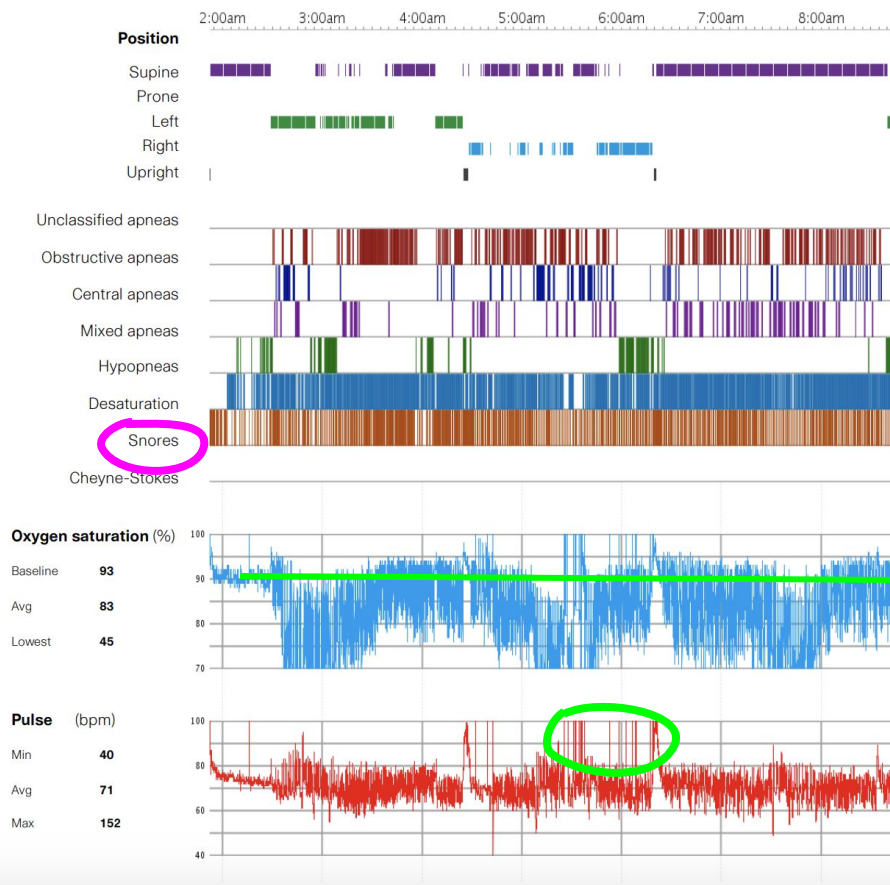 2:00am 3:00am 4:00am 5:00am 6:00am 7:00am 8:00am
Position
Supine
Prone
Left
Right
Upright
Unclassified apneas
Obstructive apneas
Central apneas
Mixed apneas
Hypopneas
Desaturation
Snores
Cheyne-Stokes
Oxygen saturation (%)
Baseline 93
Avg 83
Lowest 45
100
90
80
70
Pulse (bpm)
Min 40
Avg 71
Max 152
100
80
60
40